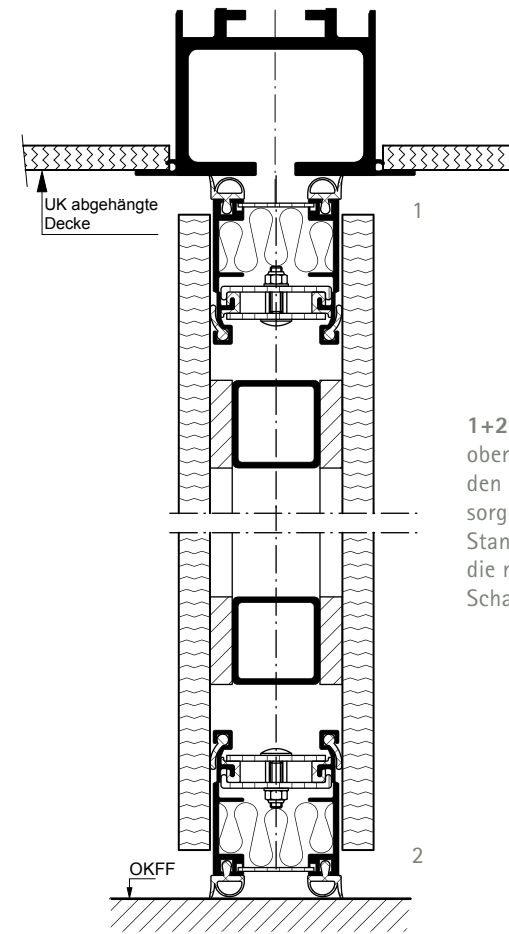 UK abgehängte
Decke
1
1+2
ober
den
sorg
Stan
die r
Scha
2
OKFF